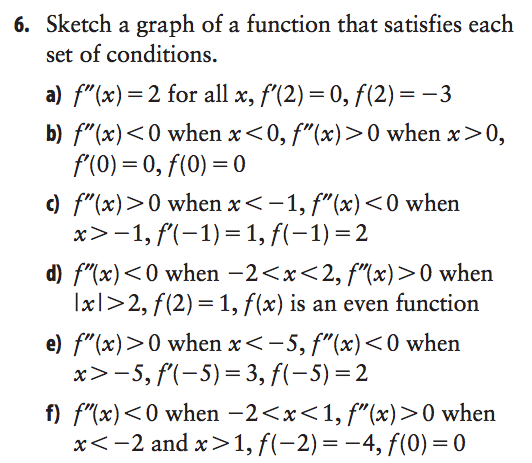 6. Sketch a graph of a function that satisfies each
set of conditions.
a) f″(x) = 2 for all x, f′(2) = 0, f(2) = −3
b) f″(x) < 0 when x < 0, f″(x) > 0 when x > 0,
f′(0) = 0, f(0) = 0
c) f″(x) > 0 when x < −1, f″(x) < 0 when
x > −1, f′(−1) = 1, f(−1) = 2
d) f″(x) < 0 when −2 < x < 2, f″(x) > 0 when
|x| > 2, f(2) = 1, f(x) is an even function
e) f″(x) > 0 when x < −5, f″(x) < 0 when
x > −5, f′(−5) = 3, f(−5) = 2
f) f″(x) < 0 when −2 < x < 1, f″(x) > 0 when
x < −2 and x > 1, f(−2) = −4, f(0) = 0